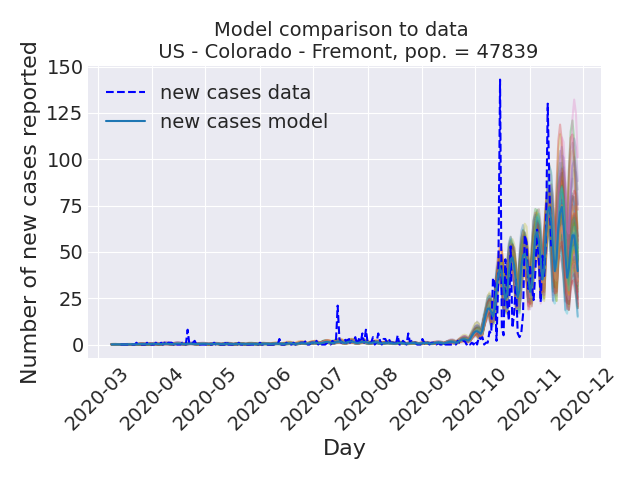 Model comparison to data
US - Colorado - Fremont, pop. = 47839
Number of new cases reported
150
125
100
75
50
25
0
new cases data
new cases model
2020-03
2020-04
2020-05
2020-06
2020-07
2020-08
2020-09
2020-10
2020-11
2020-12
Day